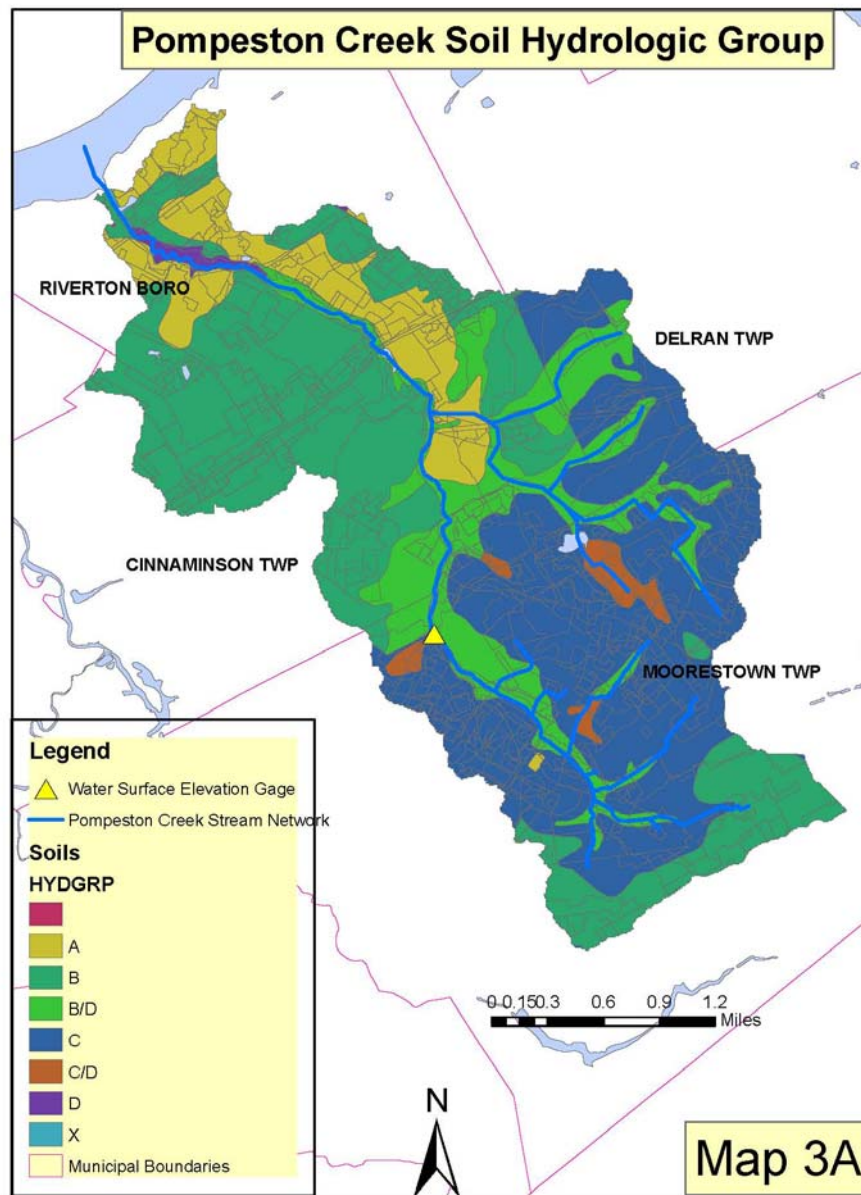 Pompeston Creek Soil Hydrologic Group
RIVERTON BORO
DELRAN TWP
CINNAMINSON TWP
MOORESTOWN TWP
Legend
Water Surface Elevation Gage
Pompeston Creek Stream Network
Soils
HYDGRP
A
B
B/D
C
C/D
D
X
Municipal Boundaries
0 0.15 0.3 0.6 0.9 1.2
Miles
N
Map 3A